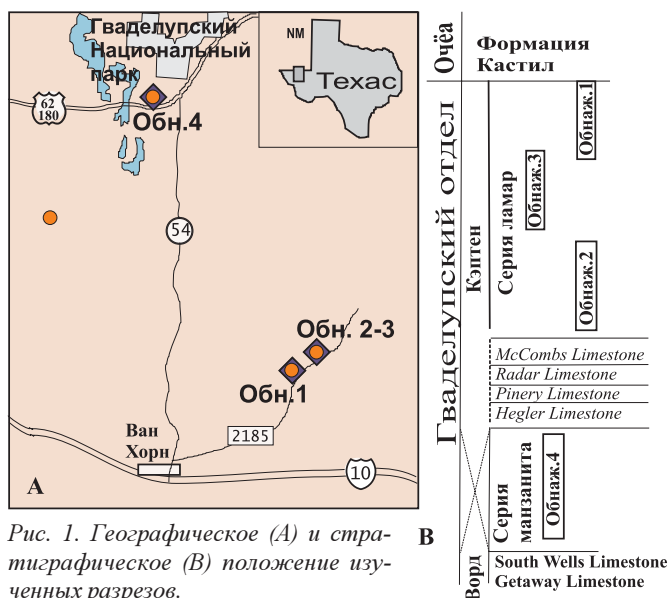 Гваделупский
Национальный
парк
NM
Техас
62
180
Обн.4
54
Обн. 2-3
Обн.1
Ван
Хорн
2185
10
А
Рис. 1. Географическое (А) и стра-
тиграфическое (В) положение изу-
ченных разрезов.
В
Очёа
Формация
Кастил
Гваделупский отдел
Кэптен
Серия ламар
Обнаж.1
Обнаж.3
Обнаж.2
McCombs Limestone
Radar Limestone
Pinery Limestone
Hegler Limestone
Серия
манзанита
Обнаж.4
Ворд
South Wells Limestone
Getaway Limestone